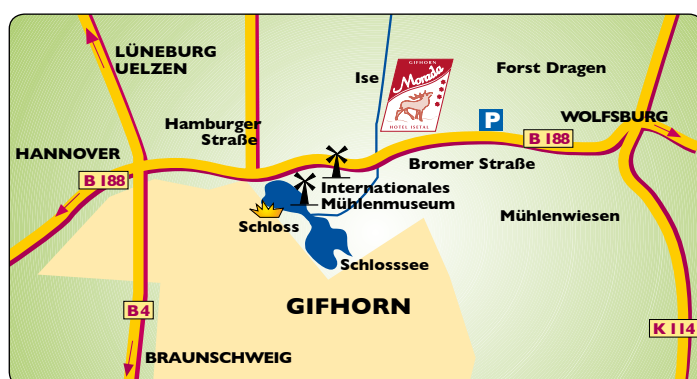 LÜNEBURG
UELZEN
Ise
GIFHORN
Morada
HOTEL ISETAL
Forst Dragen
P
WOLFSBURG
Hamburger
Straße
B 188
HANNOVER
B 188
Bromer Straße
Internationales
Mühlenmuseum
Mühlenwiesen
Schloss
Schlosssee
GIFHORN
B4
K 114
BRAUNSCHWEIG